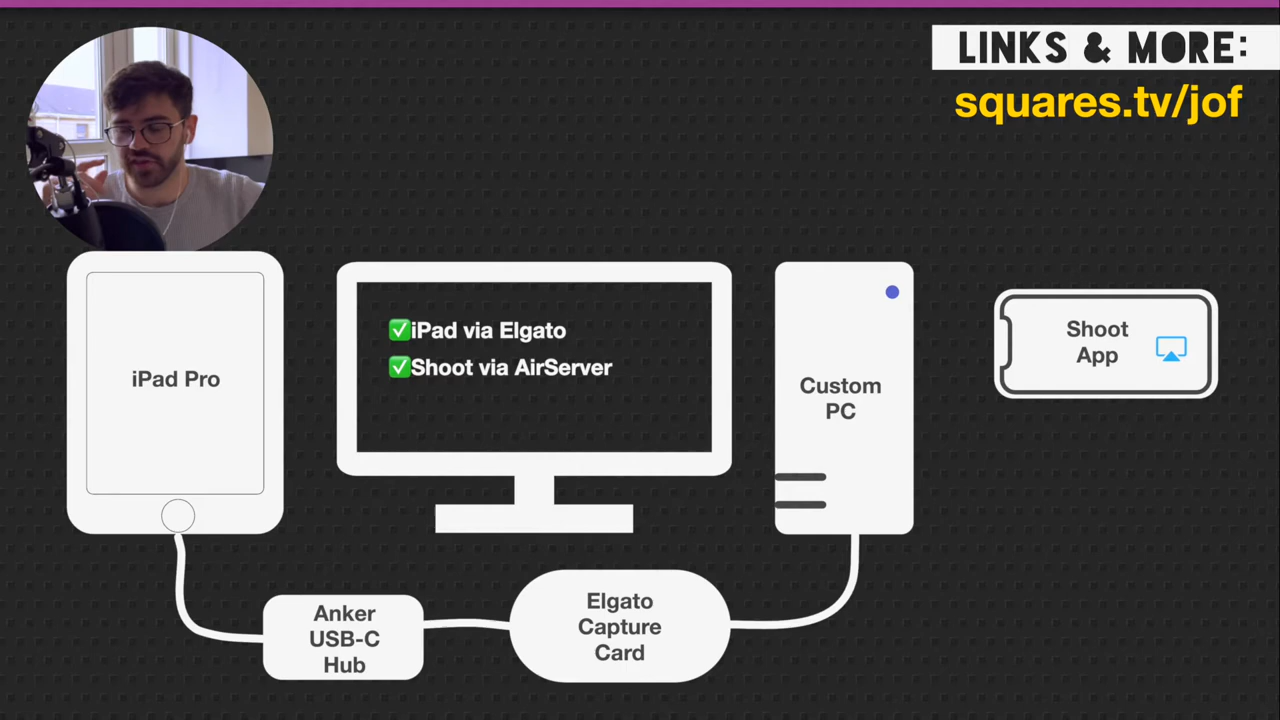 LINKS & MORE:
squares.tv/jof
iPad Pro
✅iPad via Elgato
✅Shoot via AirServer
Custom
PC
Shoot
App
Anker
USB-C
Hub
Elgato
Capture
Card